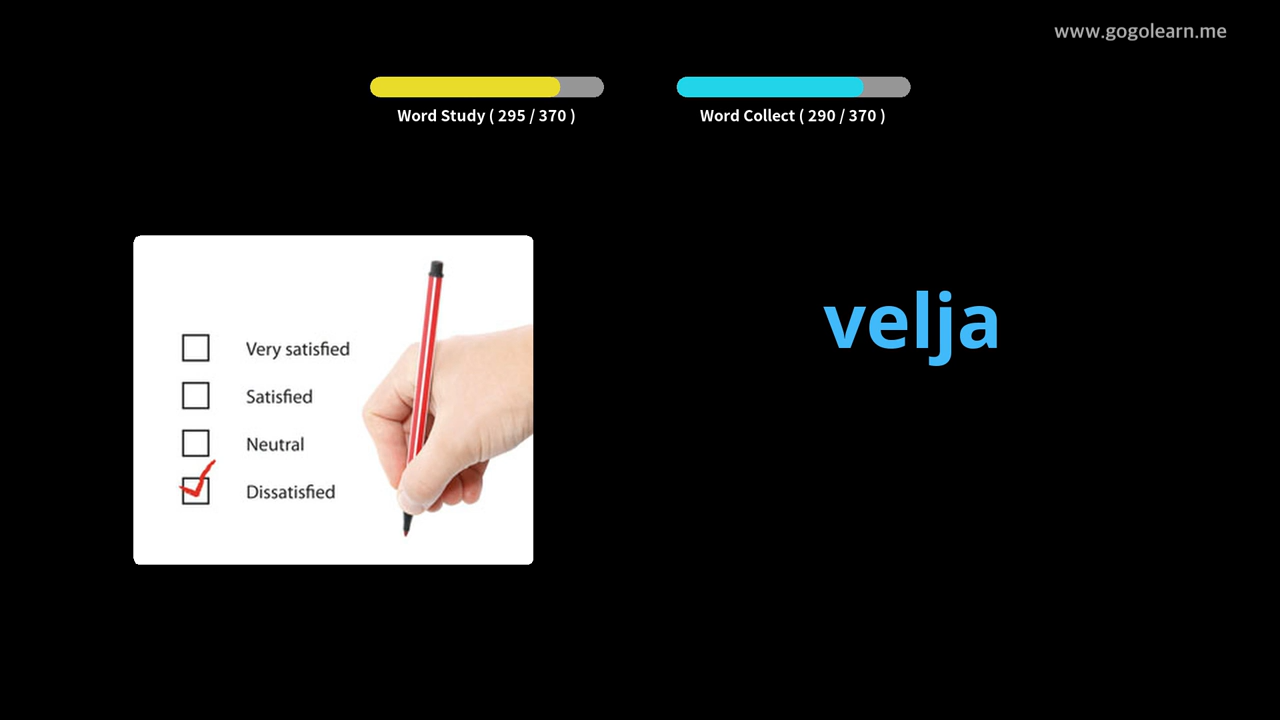 www.gogolearn.me
Word Study ( 295 / 370 )
Word Collect ( 290 / 370 )
Very satisfied
Satisfied
Neutral
Dissatisfied
velja